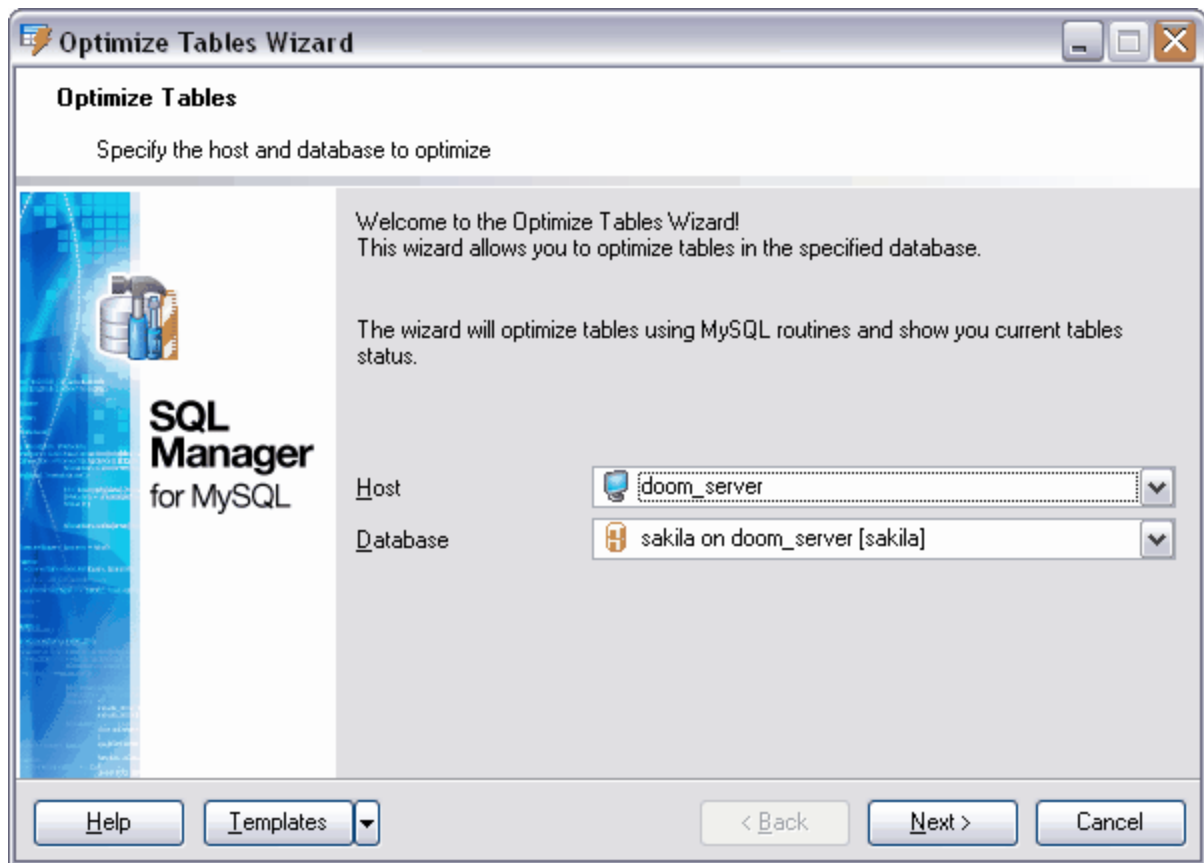 Optimize Tables Wizard
Optimize Tables
Specify the host and database to optimize
Welcome to the Optimize Tables Wizard!
This wizard allows you to optimize tables in the specified database.
The wizard will optimize tables using MySQL routines and show you current tables
status.
SQL
Manager
for MySQL
Host
doom_server
Database
sakila on doom_server [sakila]
Help
Templates
< Back
Next >
Cancel